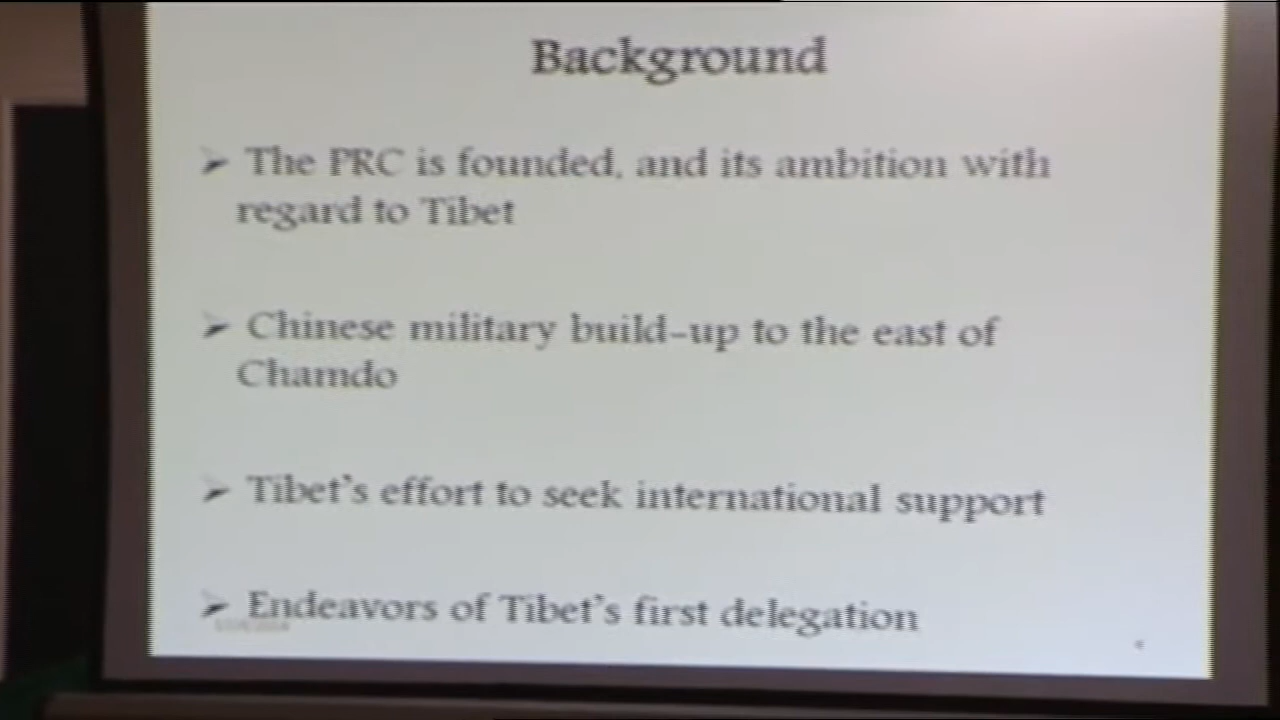 Background
➤ The PRC is founded, and its ambition with
regard to Tibet
➤ Chinese military build-up to the east of
Chamdo
➤ Tibet's effort to seek international support
➤ Endeavors of Tibet's first delegation